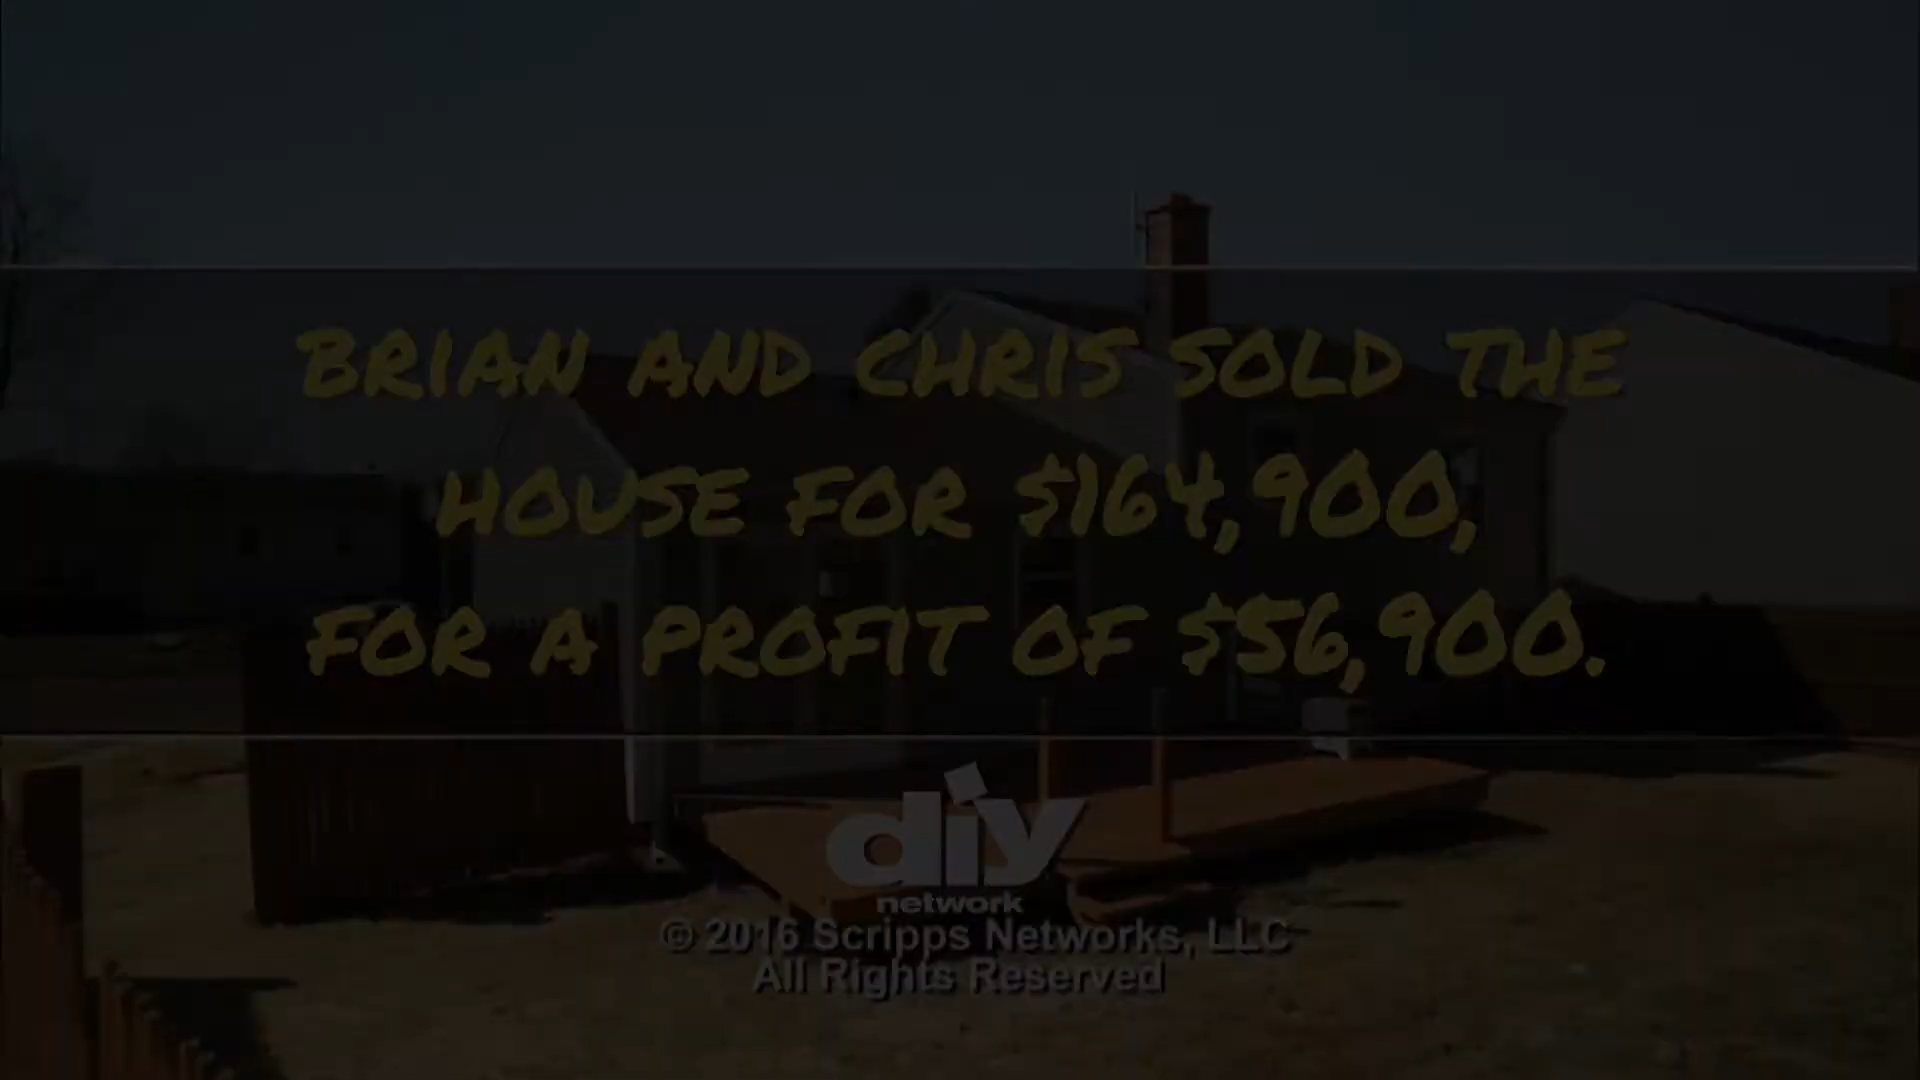 BRIAN AND CHRIS SOLD THE
HOUSE FOR $164,900,
FOR A PROFIT OF $56,900.
diy
network
© 2016 Scripps Networks, LLC
All Rights Reserved